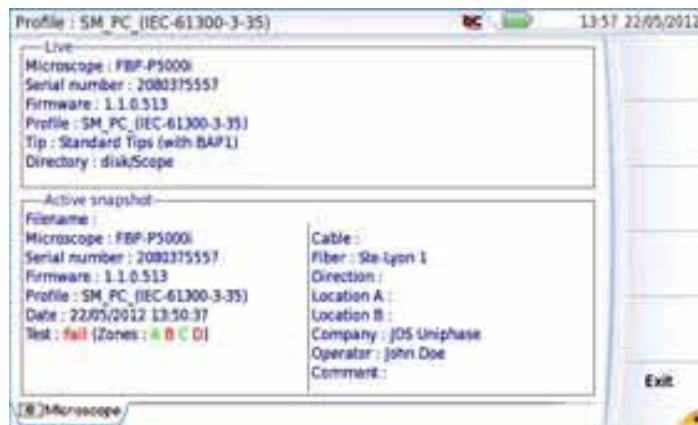 Profile : SM_PC_(IEC-61300-3-35)
13:57 22/05/2012
Live
Microscope : FBP-P5000i
Serial number : 2080375557
Firmware : 1.1.0.513
Profile : SM_PC_(IEC-61300-3-35)
Tip : Standard Tips (with BAP1)
Directory : disk/Scope
Active snapshot
Filename :
Microscope : FBP-P5000i
Serial number : 2080375557
Firmware : 1.1.0.513
Profile : SM_PC_(IEC-61300-3-35)
Date : 22/05/2012 13:50:37
Test : Fail (Zones : A B C D)
Cable :
Fiber : Ste-Lyon 1
Direction :
Location A :
Location B :
Company : JDS Uniphase
Operator : John Doe
Comment :
Exit
Microscope